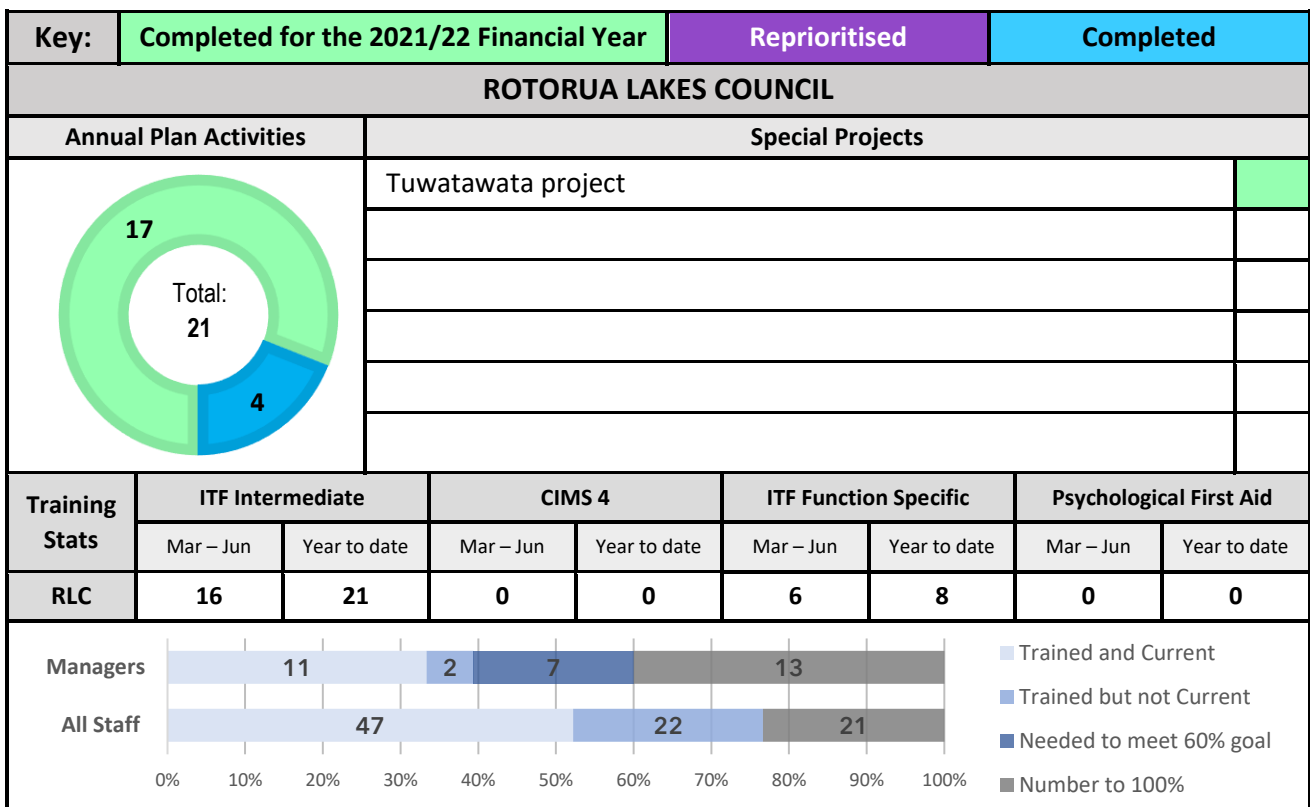 Key: Completed for the 2021/22 Financial Year Reprioritised Completed
ROTORUA LAKES COUNCIL
Annual Plan Activities Special Projects
Tuwatawata project
17
Total:
21
4
Training Stats ITF Intermediate CIMS 4 ITF Function Specific Psychological First Aid
Mar – Jun Year to date Mar – Jun Year to date Mar – Jun Year to date Mar – Jun Year to date
RLC 16 21 0 0 6 8 0 0
Managers 11 2 7 13
All Staff 47 22 21
0% 10% 20% 30% 40% 50% 60% 70% 80% 90% 100%
Trained and Current
Trained but not Current
Needed to meet 60% goal
Number to 100%